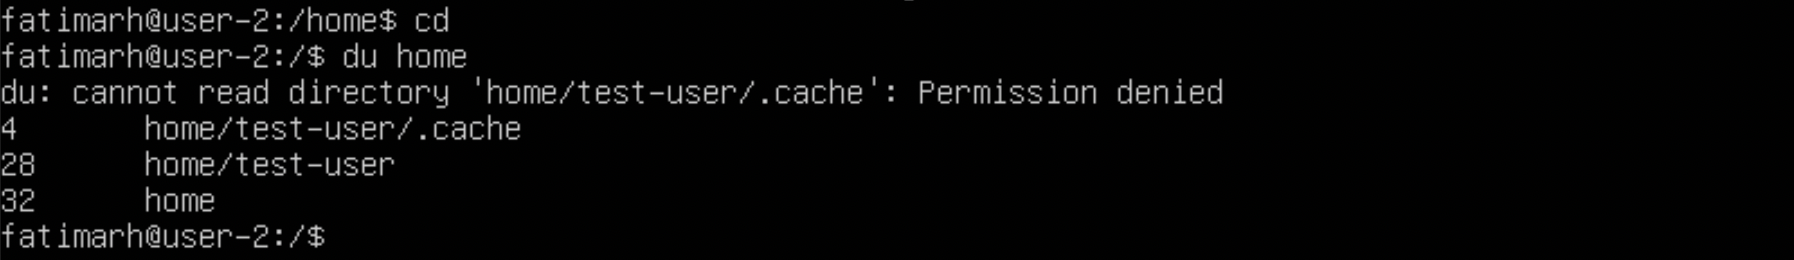 fatimarh@user-2:/home$ cd
fatimarh@user-2:/$ du home
du: cannot read directory 'home/test-user/.cache': Permission denied
4       home/test-user/.cache
28      home/test-user
32      home
fatimarh@user-2:/$